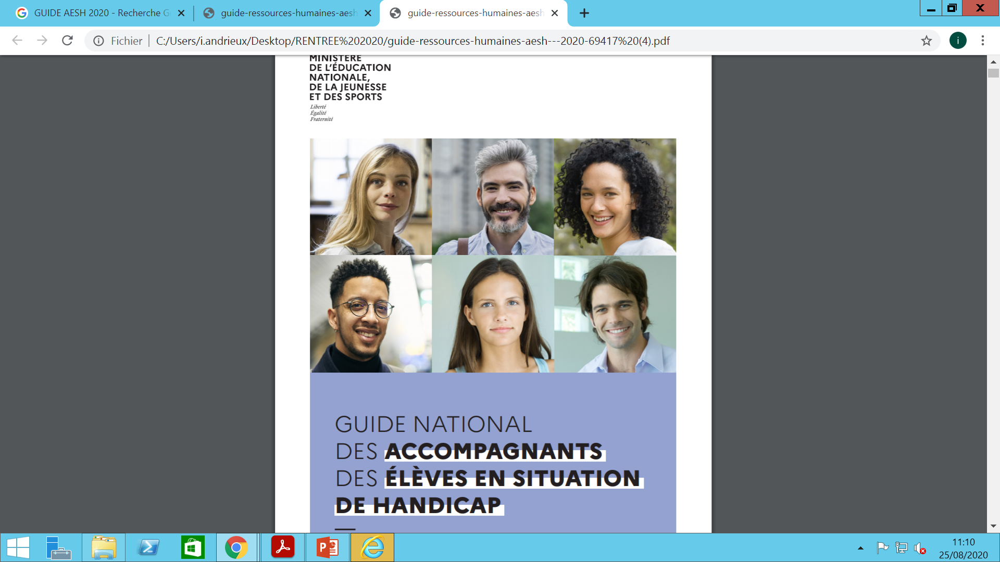 GUIDE AESH 2020 - Recherche G
guide-ressources-humaines-aesh
guide-ressources-humaines-aesh
Fichier
C:/Users/i.andrieux/Desktop/RENTREE%202020/guide-ressources-humaines-aesh---2020-69417%20(4).pdf
i
MINISTÈRE
DE L'ÉDUCATION
NATIONALE,
DE LA JEUNESSE
ET DES SPORTS
Liberté
Égalité
Fraternité
GUIDE NATIONAL
DES ACCOMPAGNANTS
DES ÉLÈVES EN SITUATION
DE HANDICAP
11:10
25/08/2020